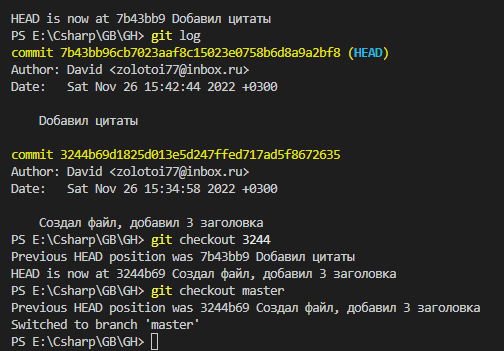 HEAD is now at 7b43bb9 Добавил цитаты
PS E:\Csharp\GB\GH> git log
commit 7b43bb96cb7023aaf8c15023e0758b6d8a9a2bf8 (HEAD)
Author: David <zolotoi77@inbox.ru>
Date:   Sat Nov 26 15:42:44 2022 +0300
Dобавил цитаты
commit 3244b69d1825d013e5d247ffed717ad5f8672635
Author: David <zolotoi77@inbox.ru>
Date:   Sat Nov 26 15:34:58 2022 +0300
Создал файл, добавил 3 заголовка
PS E:\Csharp\GB\GH> git checkout 3244
Previous HEAD position was 7b43bb9 Добавил цитаты
HEAD is now at 3244b69 Создал файл, добавил 3 заголовка
PS E:\Csharp\GB\GH> git checkout master
Previous HEAD position was 3244b69 Создал файл, добавил 3 заголовка
Switched to branch 'master'
PS E:\Csharp\GB\GH>